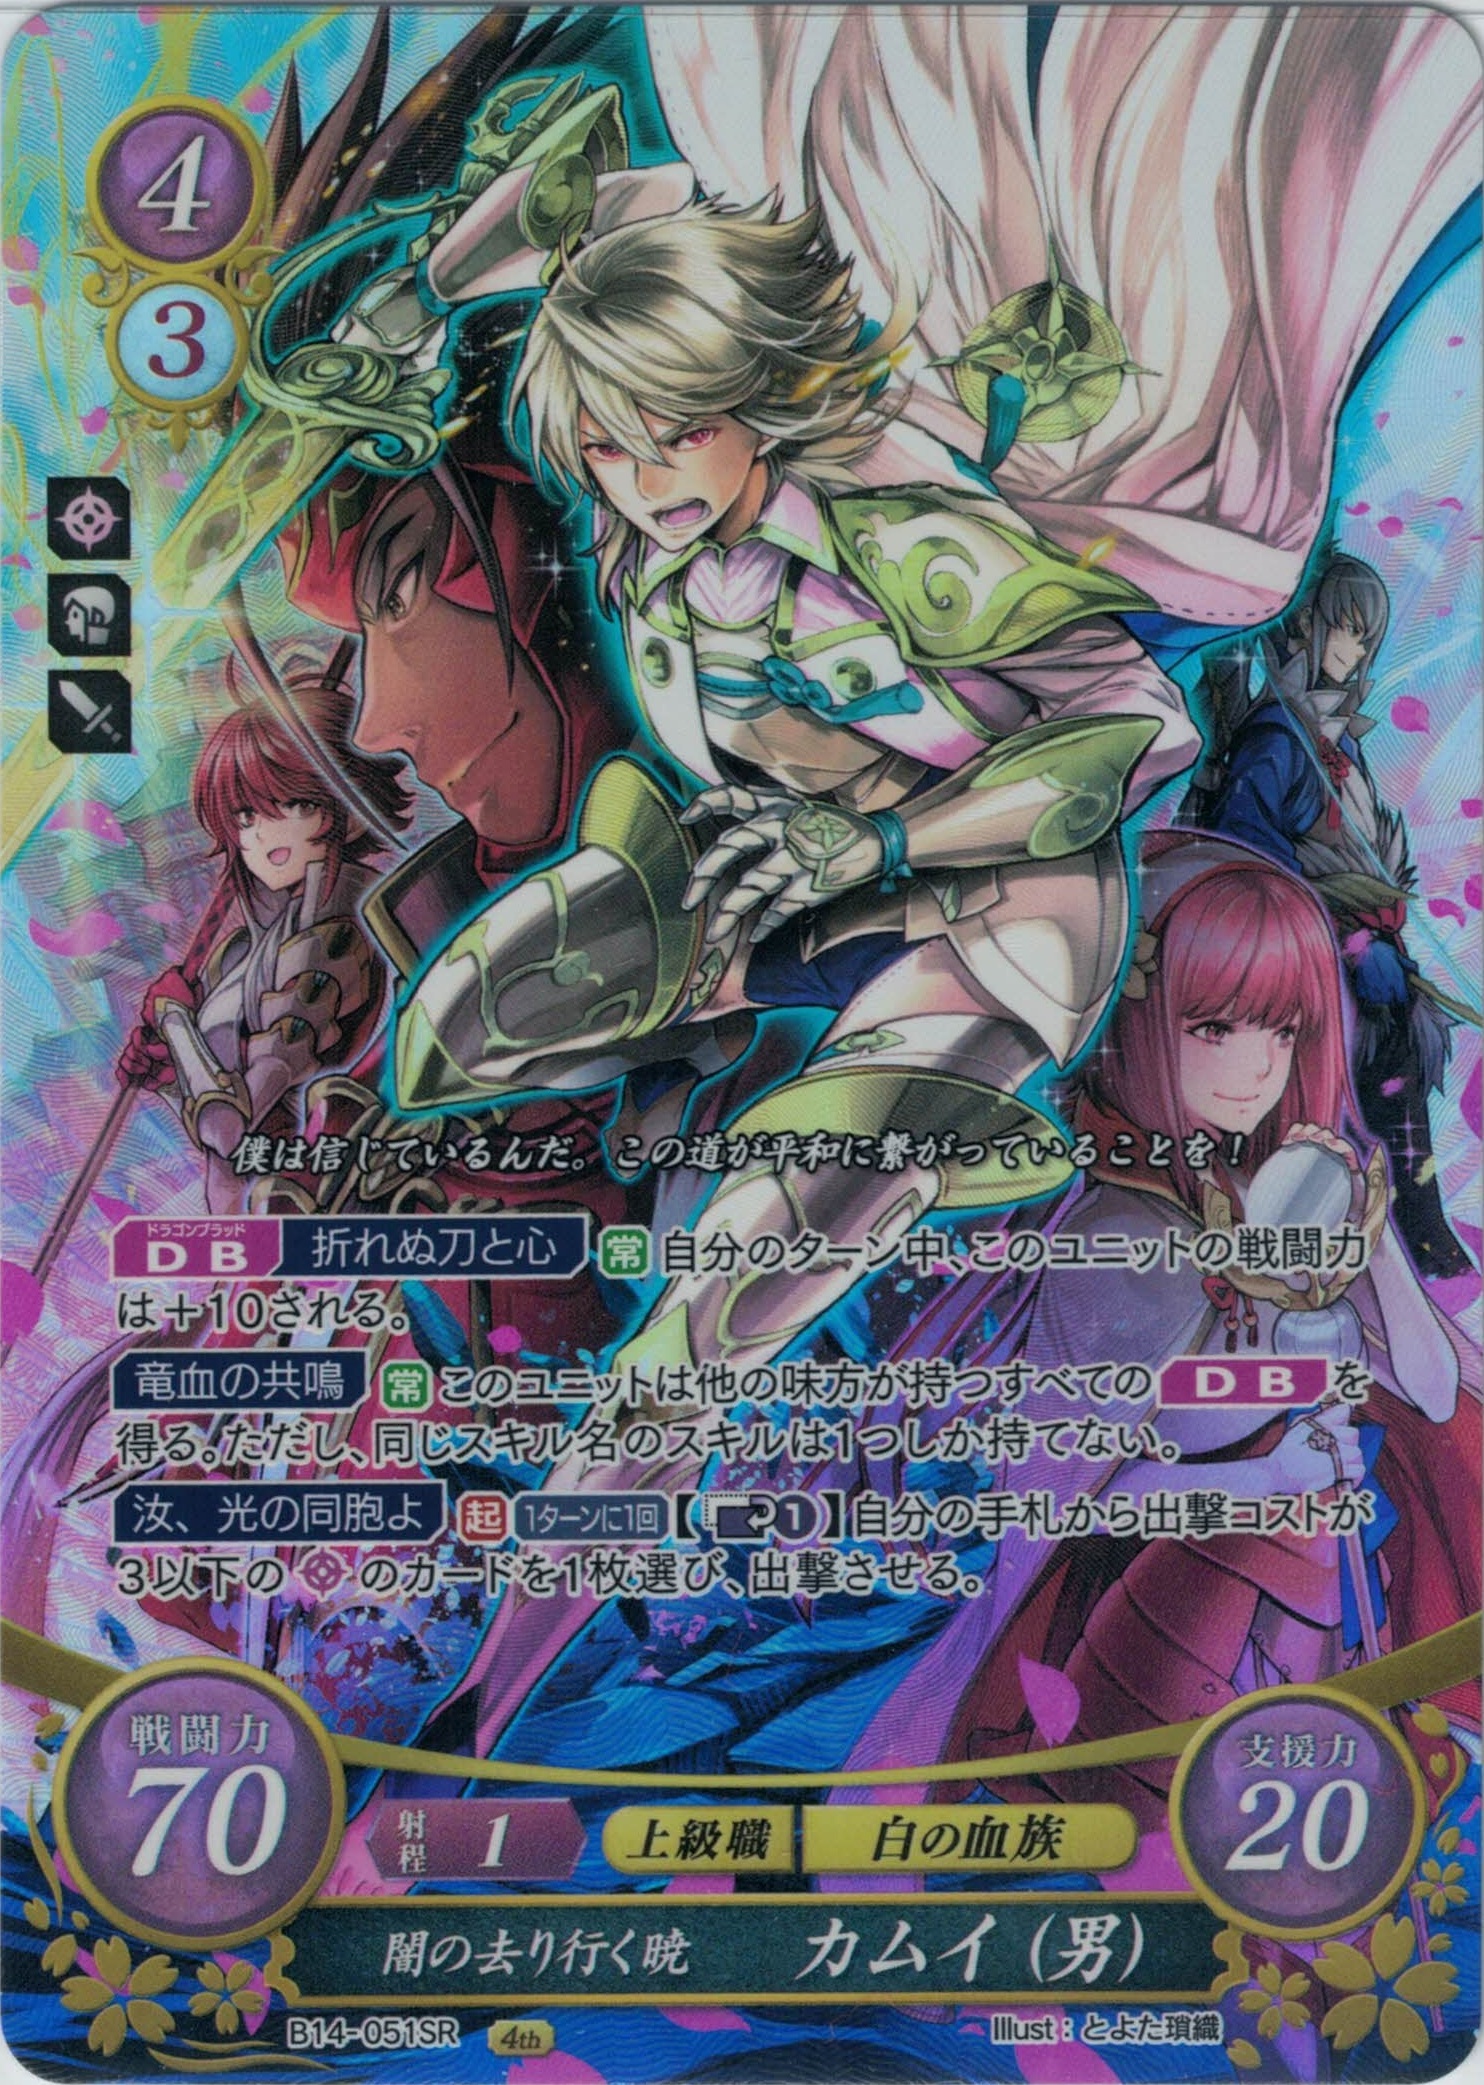 4
3
僕は信じているんだ。この道が平和に繋がっていることを！
ドラゴンブラッド
DB 折れぬ刀と心 常 自分のターン中、このユニットの戦闘力
は＋10される。
竜血の共鳴 常 このユニットは他の味方が持つすべての DB を
得る。ただし、同じスキル名のスキルは1つしか持てない。
汝、光の同胞よ 起 1ターンに1回【1】自分の手札から出撃コストが
3以下の のカードを1枚選び、出撃させる。
戦闘力
70
射程 1
上級職 白の血族
支援力
20
闇の去り行く暁 カムイ（男）
B14-051SR 4th Illust：とよた瑣織